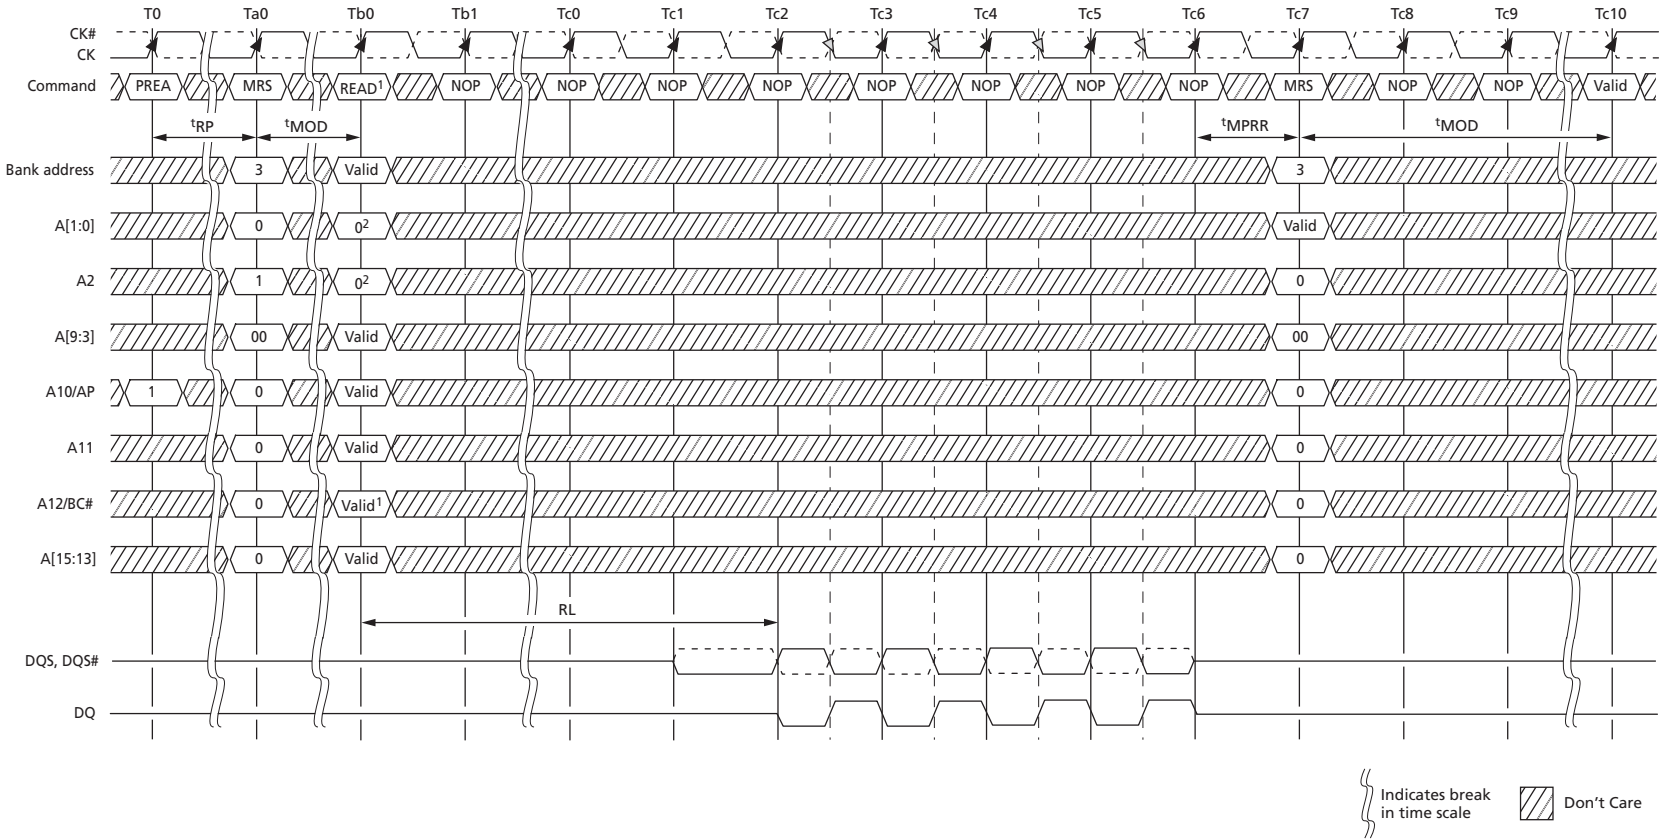 T0 Ta0 Tb0 Tb1 Tc0 Tc1 Tc2 Tc3 Tc4 Tc5 Tc6 Tc7 Tc8 Tc9 Tc10
CK#
CK
Command PREA MRS READ1 NOP NOP NOP NOP NOP NOP NOP NOP MRS NOP NOP Valid
tRP tMOD tMPRR tMOD
Bank address 3 Valid 3
A[1:0] 0 02 Valid
A2 1 02 0
A[9:3] 00 Valid 00
A10/AP 1 0 Valid 0
A11 0 Valid 0
A12/BC# 0 Valid1 0
A[15:13] 0 Valid 0
RL
DQS, DQS#
DQ
Indicates break
in time scale
Don't Care